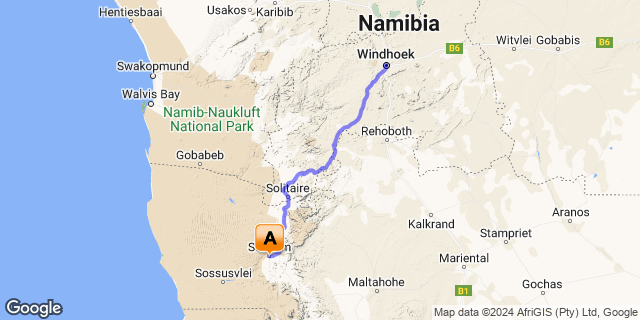 Hentiesbaai
Usakos
Karibib
Namibia
Windhoek
B6
Witvlei
Gobabis
B6
Swakopmund
Walvis Bay
Namib-Naukluft
National Park
Rehoboth
Gobabeb
Solitaire
Aranos
Kalkrand
Stampriet
A
Sossusvlei
Mariental
Maltahohe
B1
Gochas
Google
Map data ©2024 AfriGIS (Pty) Ltd, Google